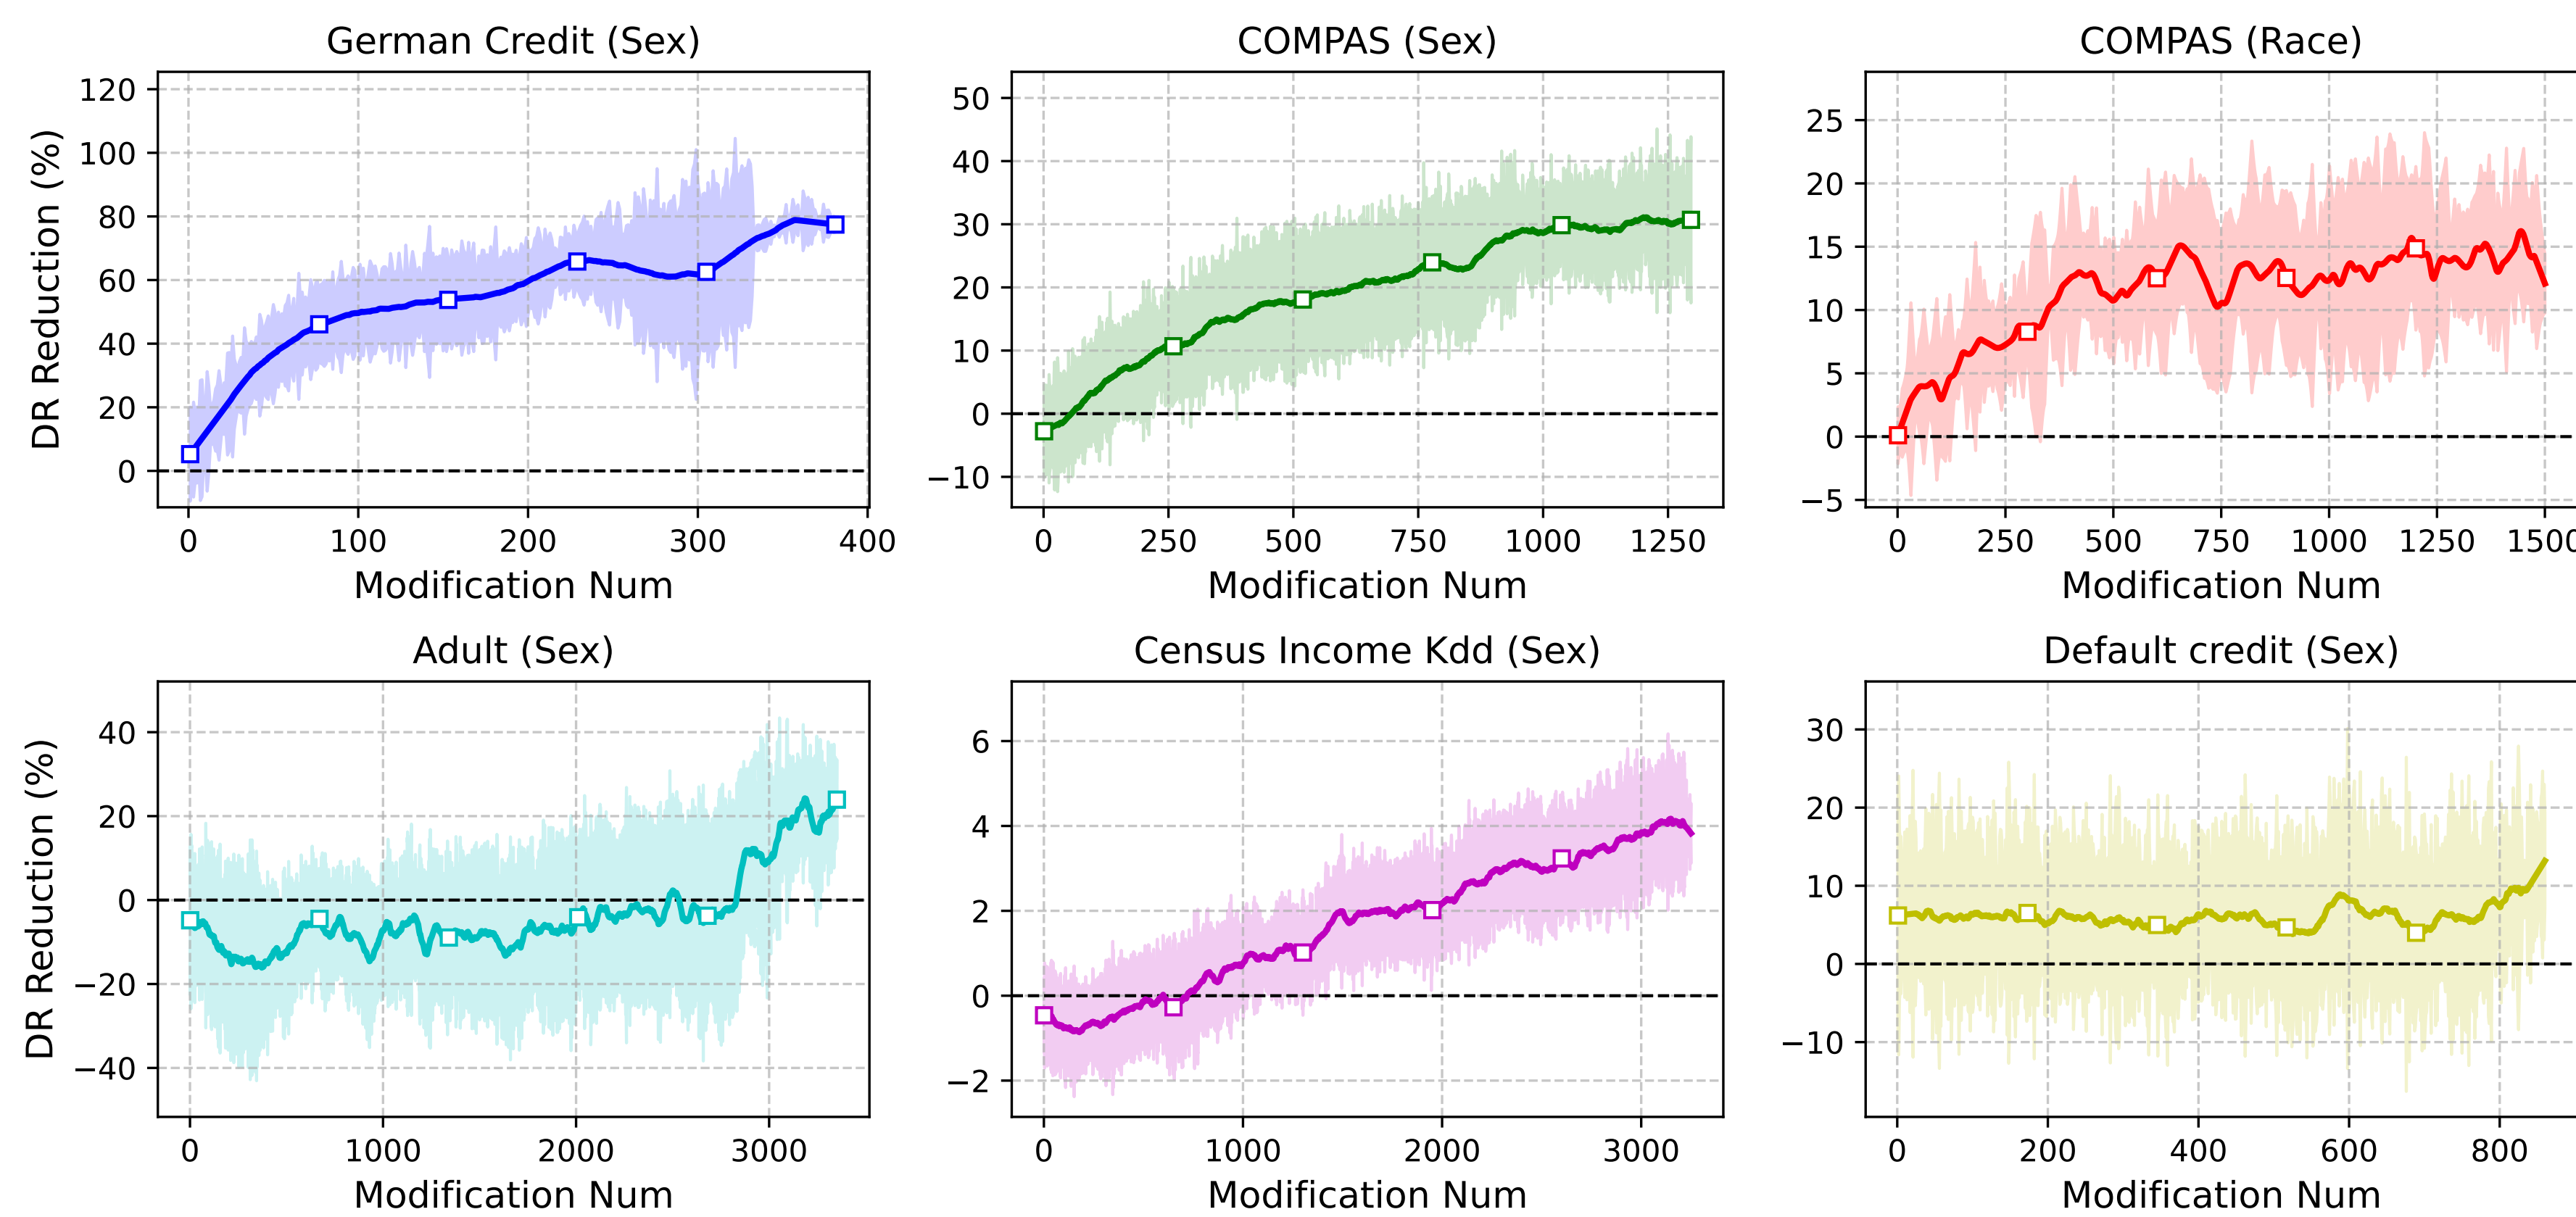 German Credit (Sex)
120
100
80
60
40
20
0
DR Reduction (%)
0 100 200 300 400
Modification Num
COMPAS (Sex)
50
40
30
20
10
0
−10
0 250 500 750 1000 1250
Modification Num
COMPAS (Race)
25
20
15
10
5
0
−5
0 250 500 750 1000 1250 1500
Modification Num
Adult (Sex)
40
20
0
−20
−40
DR Reduction (%)
0 1000 2000 3000
Modification Num
Census Income Kdd (Sex)
6
4
2
0
−2
0 1000 2000 3000
Modification Num
Default credit (Sex)
30
20
10
0
−10
0 200 400 600 800
Modification Num